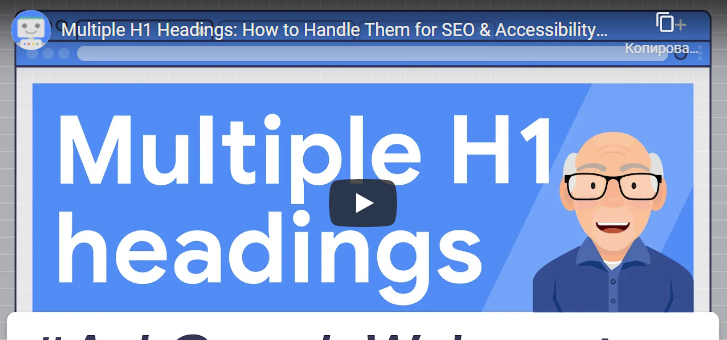 Multiple H1 Headings: How to Handle Them for SEO & Accessibility...
Копирова...
Multiple H1
headings